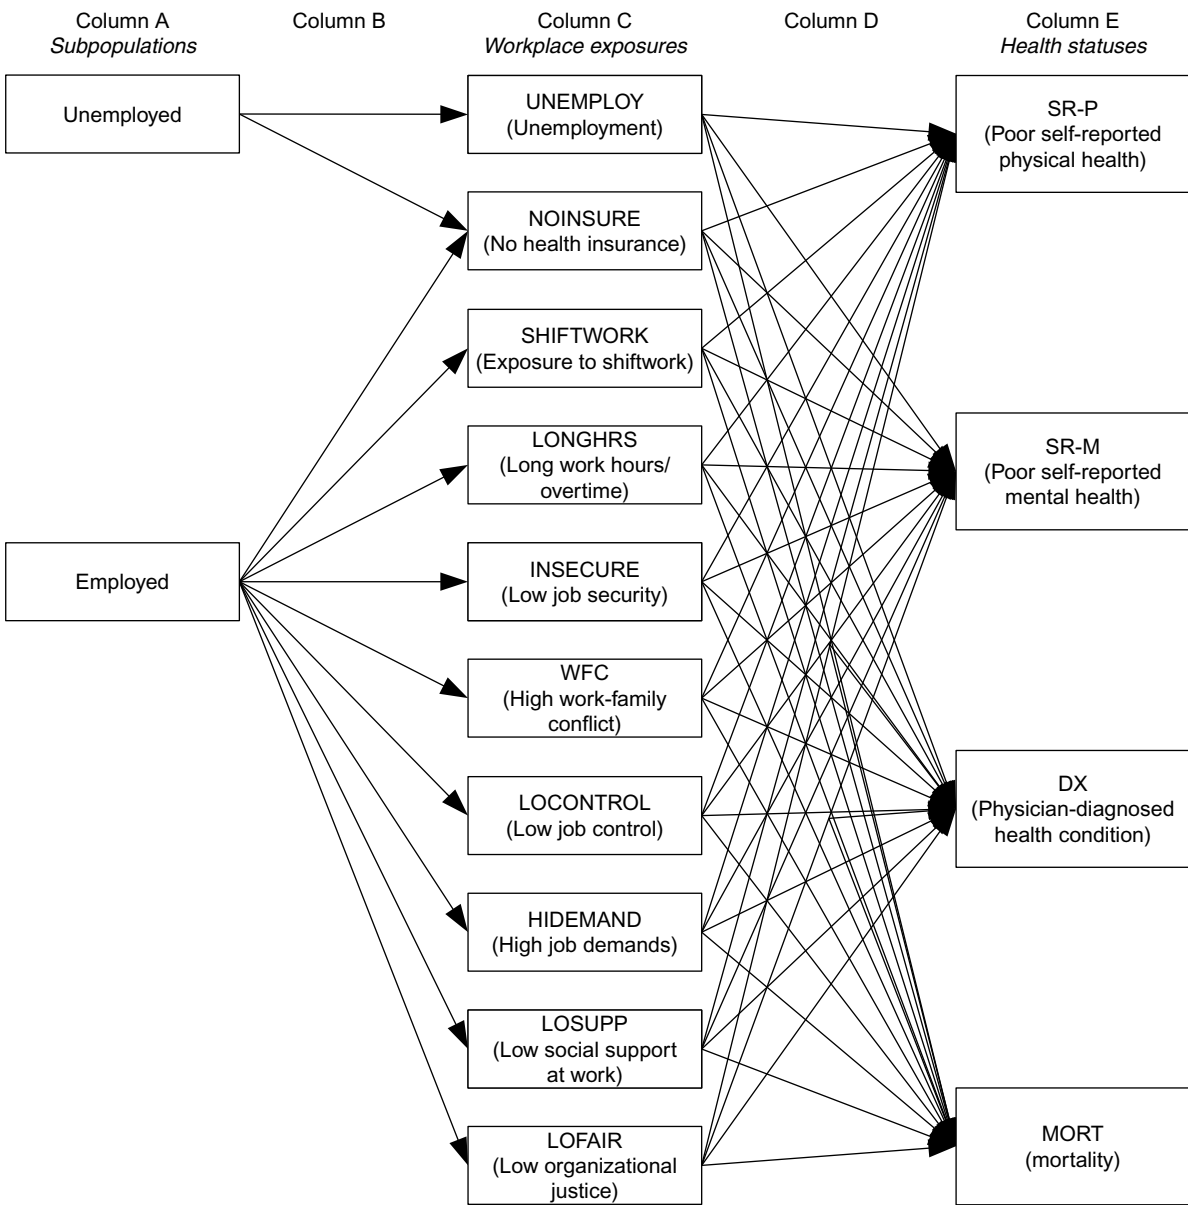 Column A
Subpopulations
Column B
Column C
Workplace exposures
Column D
Column E
Health statuses
Unemployed
Employed
UNEMPLOY
(Unemployment)
NOINSURE
(No health insurance)
SHIFTWORK
(Exposure to shiftwork)
LONGHRS
(Long work hours/
overtime)
INSECURE
(Low job security)
WFC
(High work-family
conflict)
LOCONTROL
(Low job control)
HIDEMAND
(High job demands)
LOSUPP
(Low social support
at work)
LOFAIR
(Low organizational
justice)
SR-P
(Poor self-reported
physical health)
SR-M
(Poor self-reported
mental health)
DX
(Physician-diagnosed
health condition)
MORT
(mortality)